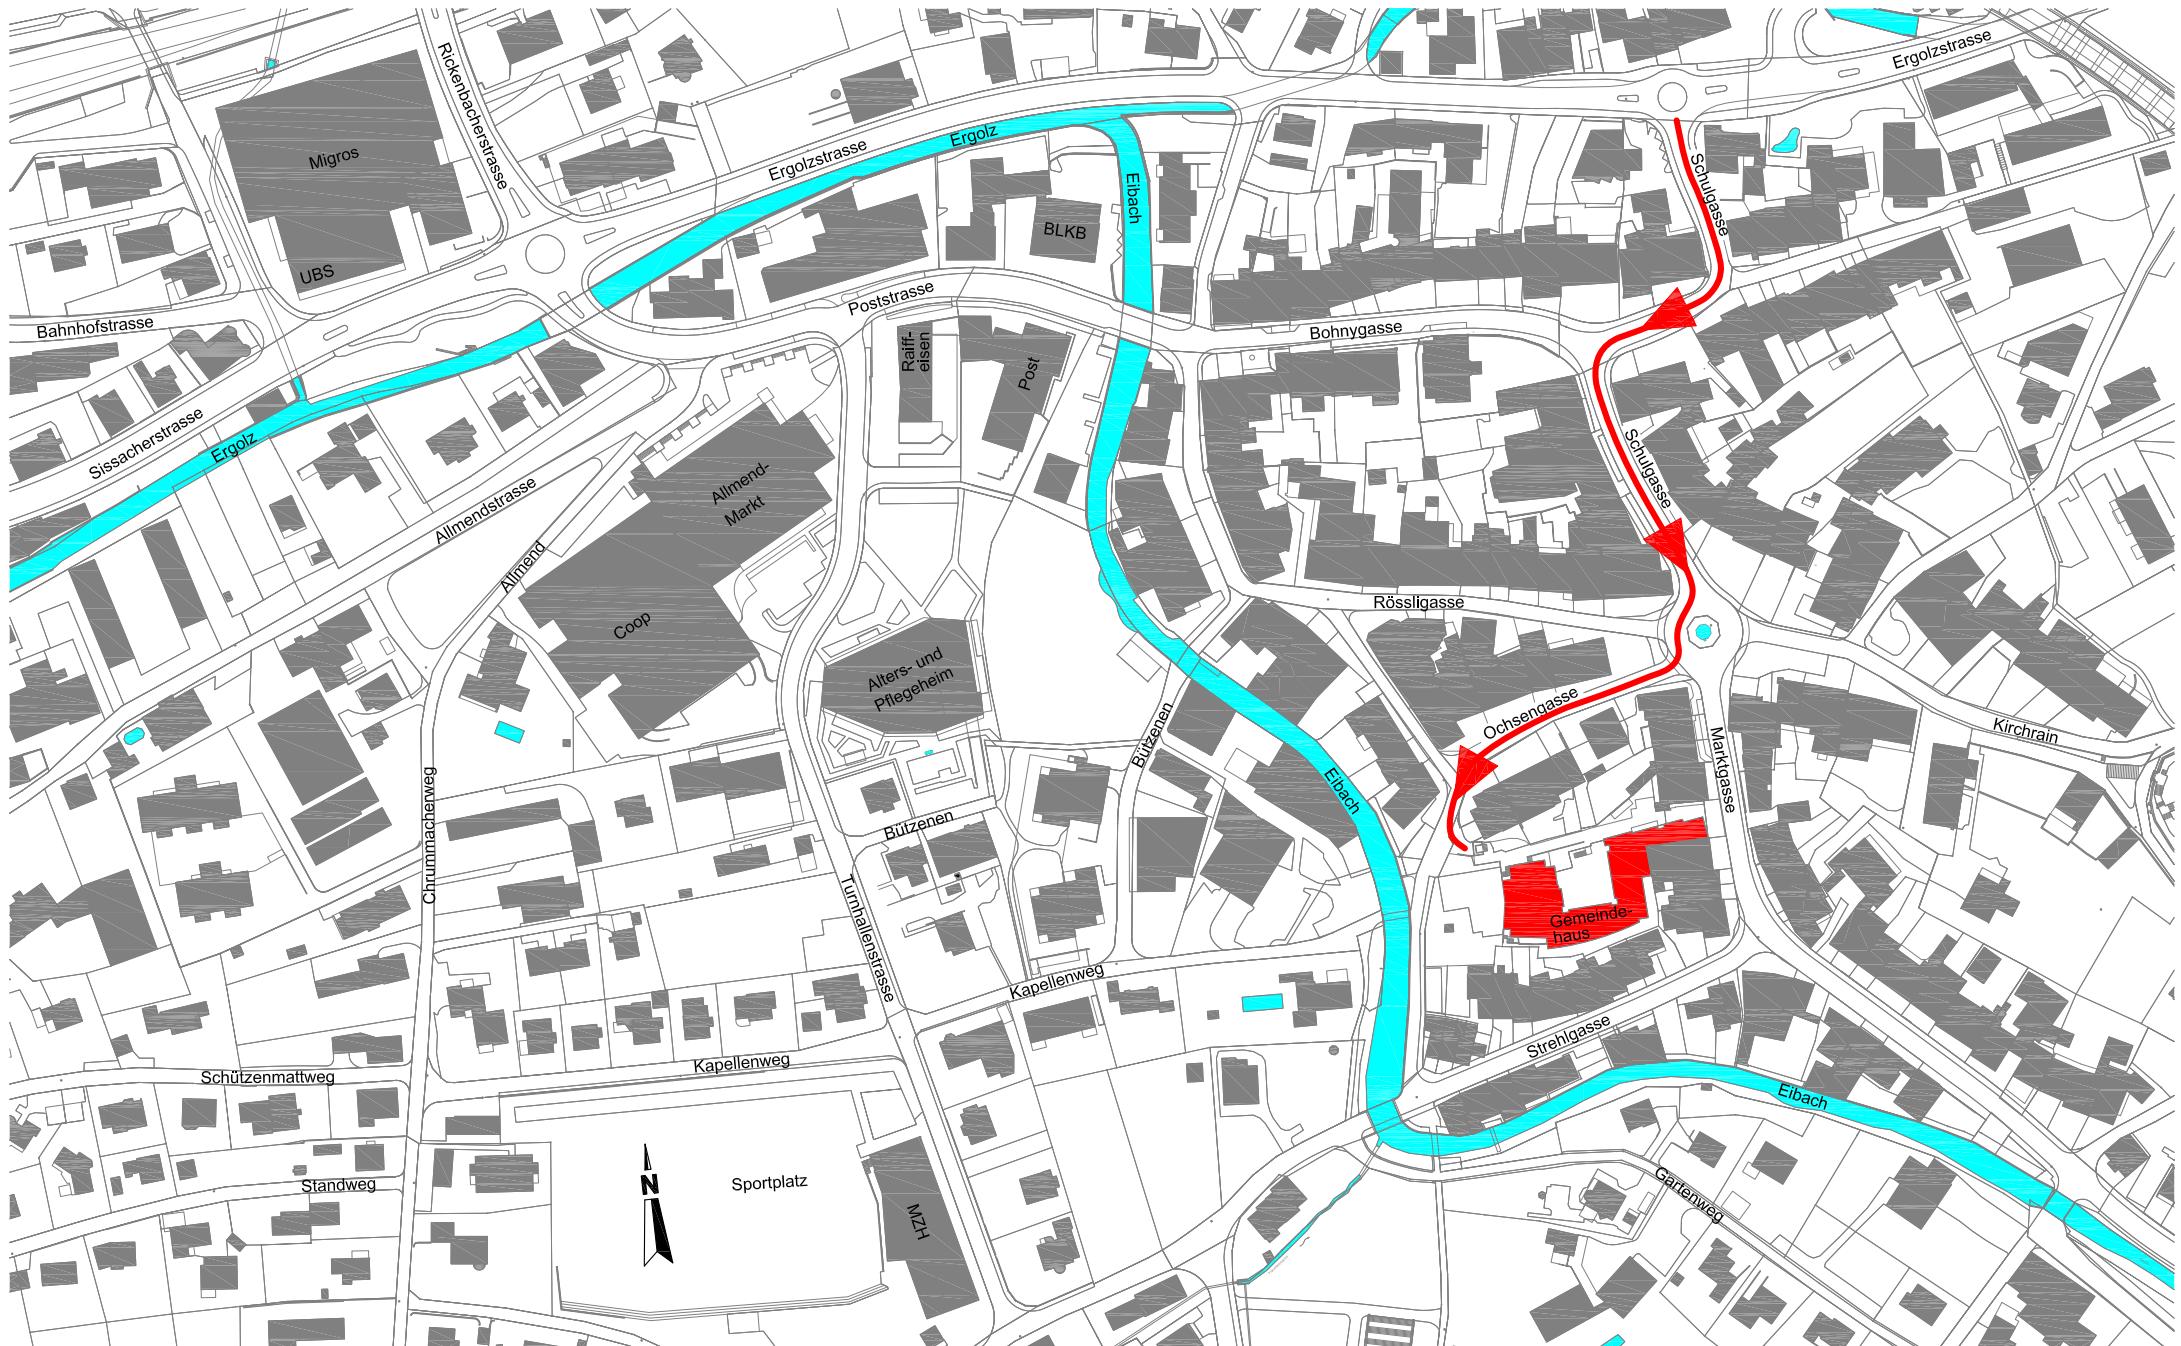 Ergolzstrasse
Rickenbacherstrasse
Migros
Ergolz
Ergolzstrasse
Schulgasse
Eibach
BLKB
UBS
Poststrasse
Bahnhofstrasse
Bohnygasse
Raiff-
eisen
Post
Sissacherstrasse
Ergolz
Schulgasse
Allmend-
Markt
Allmendstrasse
Allmend
Rössligasse
Coop
Alters- und
Pflegeheim
Ochsengasse
Kirchrain
Bützenen
Marktgasse
Eibach
Chrummacherweg
Bützenen
Turnhallenstrasse
Gemeinde-
haus
Kapellenweg
Strehlgasse
Kapellenweg
Schützenmattweg
Eibach
N
Sportplatz
Standweg
Gartenweg
MZH